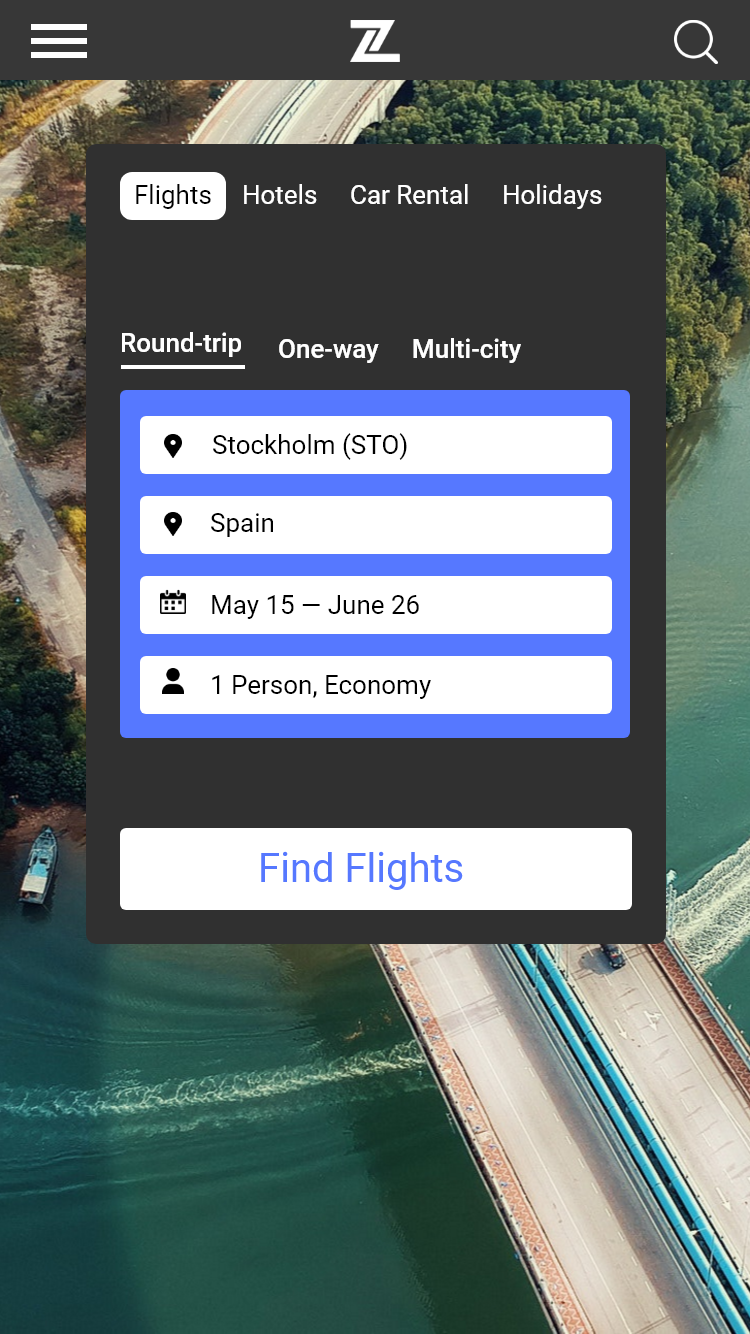 Z
Flights Hotels Car Rental Holidays
Round-trip One-way Multi-city
Stockholm (STO)
Spain
May 15 — June 26
1 Person, Economy
Find Flights